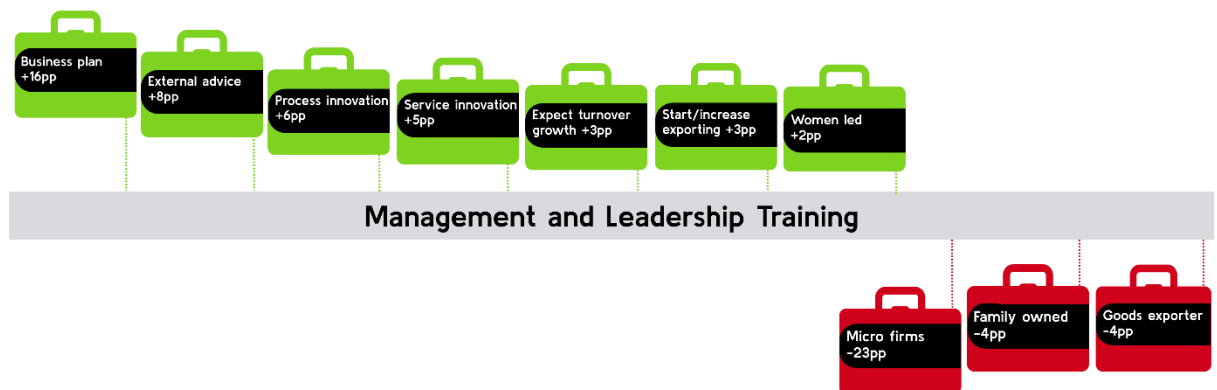 Business plan
+16pp
External advice
+8pp
Process innovation
+6pp
Service innovation
+5pp
Expect turnover
growth +3pp
Start/increase
exporting +3pp
Women led
+2pp
Management and Leadership Training
Micro firms
-23pp
Family owned
-4pp
Goods exporter
-4pp